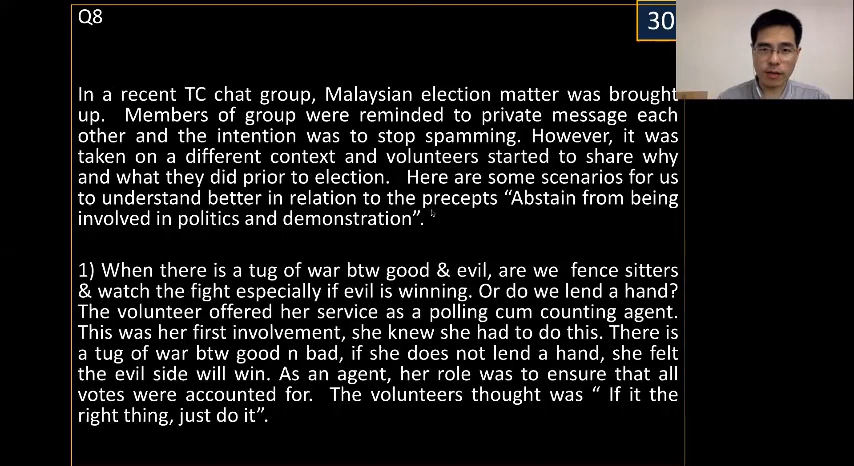 Q8
30
In a recent TC chat group, Malaysian election matter was brought
up.  Members of group were reminded to private message each
other and the intention was to stop spamming. However, it was
taken on a different context and volunteers started to share why
and what they did prior to election.   Here are some scenarios for us
to understand better in relation to the precepts “Abstain from being
involved in politics and demonstration”.
1) When there is a tug of war btw good & evil, are we  fence sitters
& watch the fight especially if evil is winning. Or do we lend a hand?
The volunteer offered her service as a polling cum counting agent.
This was her first involvement, she knew she had to do this. There is
a tug of war btw good n bad, if she does not lend a hand, she felt
the evil side will win. As an agent, her role was to ensure that all
votes were accounted for.  The volunteers thought was “ If it the
right thing, just do it”.